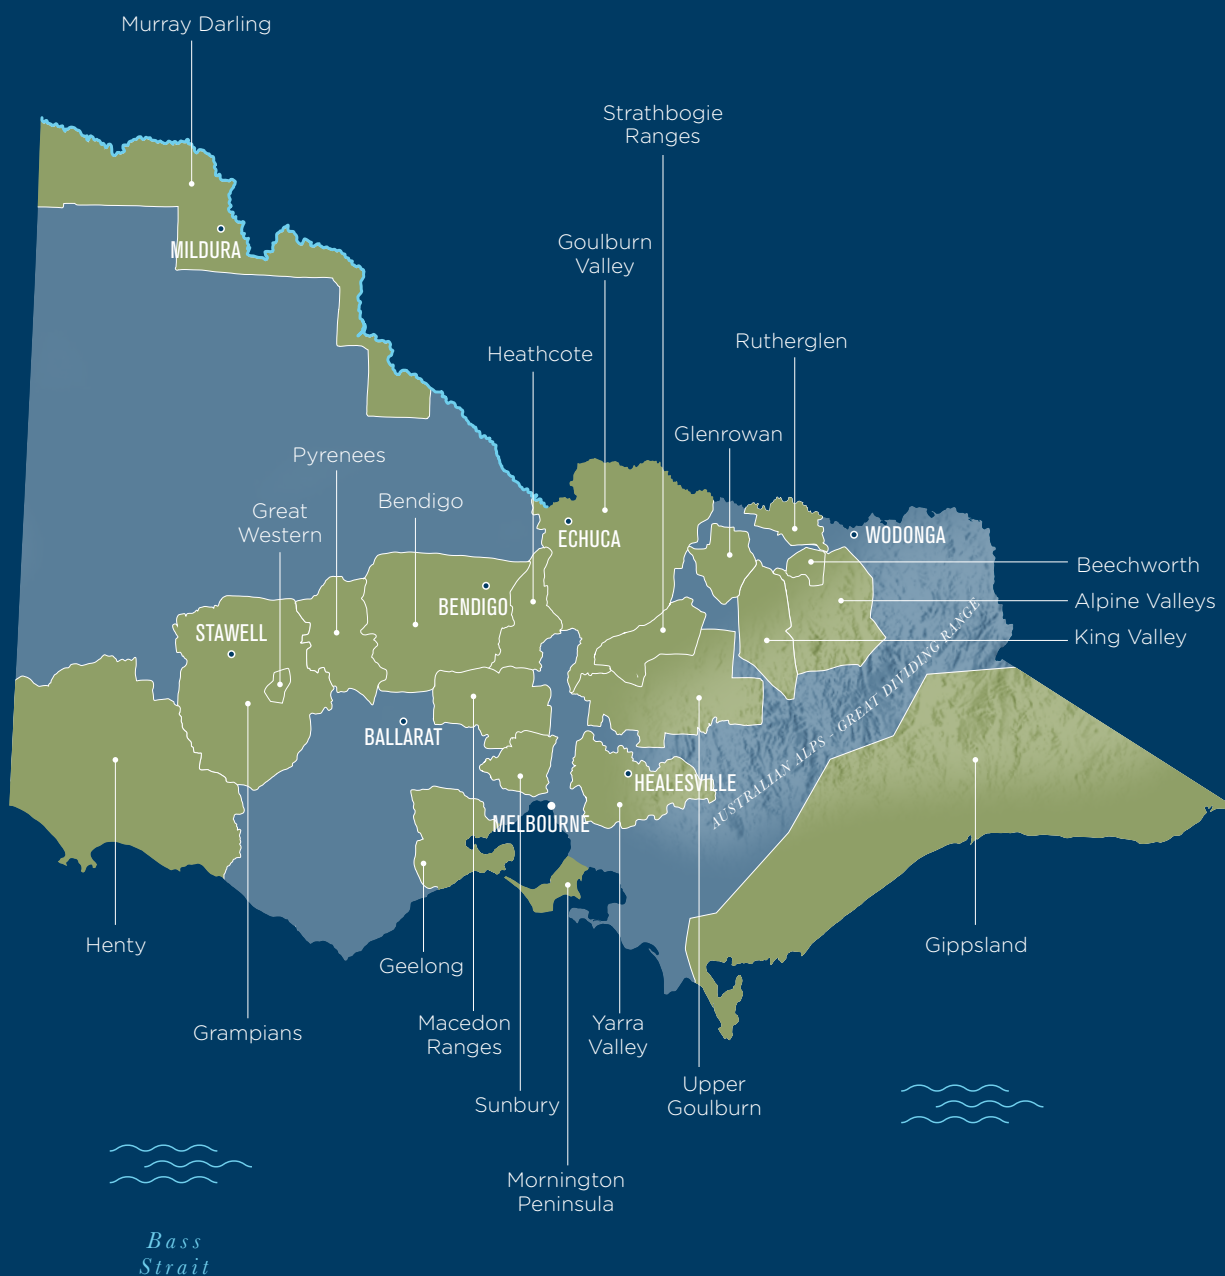 Murray Darling
Strathbogie
Ranges
Goulburn
Valley
MILDURA
Rutherglen
Heathcote
Glenrowan
Pyrenees
Bendigo
Great
Western
ECHUCA
WODONGA
Beechworth
Alpine Valleys
BENDIGO
STAWELL
King Valley
AUSTRALIAN ALPS - GREAT DIVIDING RANGE
BALLARAT
HEALESVILLE
MELBOURNE
Henty
Gippsland
Geelong
Grampians
Macedon
Ranges
Yarra
Valley
Upper
Goulburn
Sunbury
Mornington
Peninsula
Bass
Strait